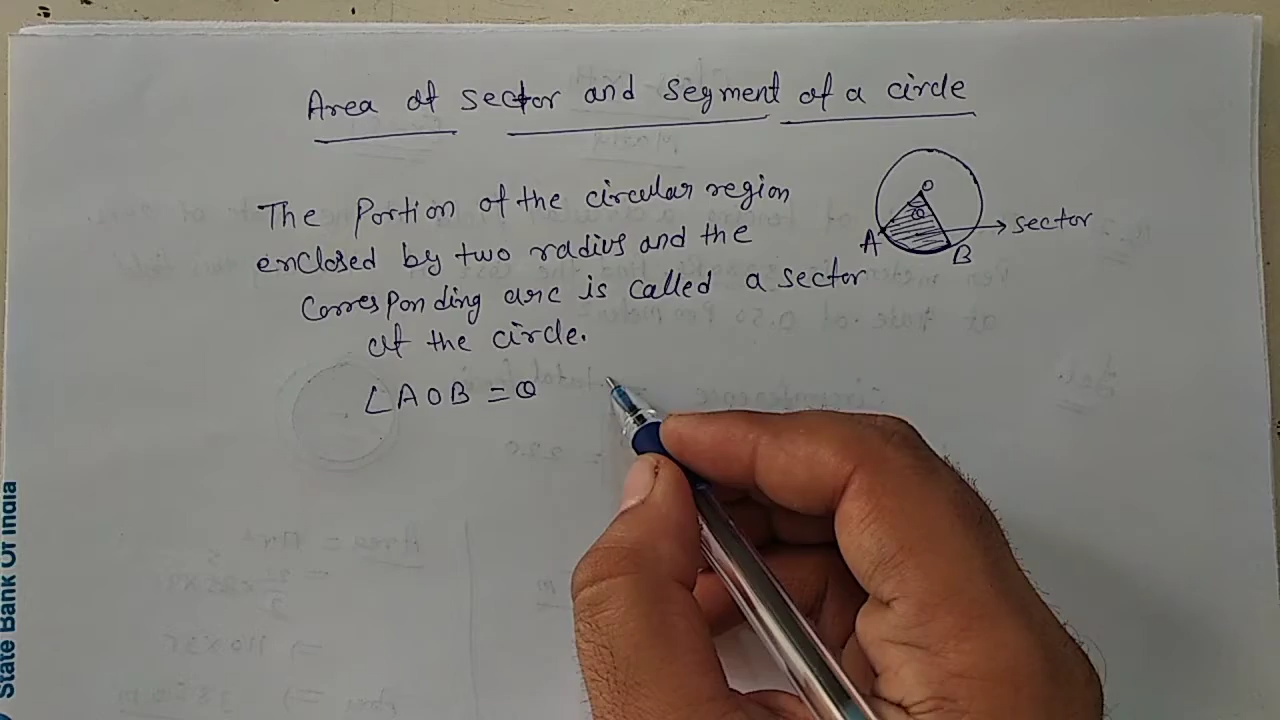 Area of sector and segment of a circle
The Portion of the circular region
enclosed by two radius and the
Corresponding arc is called a sector
of the circle.
∠AOB = θ
O
θ
A
B
sector
State Bank Of India